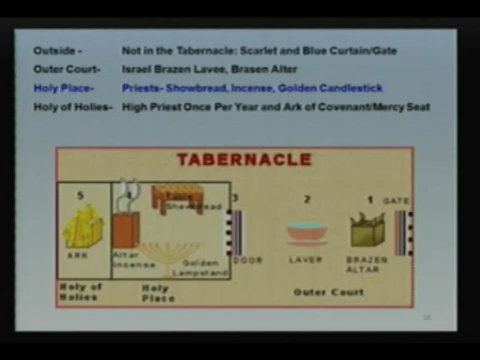 Outside - Not in the Tabernacle: Scarlet and Blue Curtain/Gate
Outer Court- Israel Brazen Lavee, Brasen Alter
Holy Place- Priests- Showbread, Incense, Golden Candlestick
Holy of Holies- High Priest Once Per Year and Ark of Covenant/Mercy Seat
TABERNACLE
5 4 3 2 1 GATE
Showbread
ARK Altar Incense Golden Lampstand DOOR LAVER BRAZEN ALTAR
Holy of Holies Holy Place Outer Court